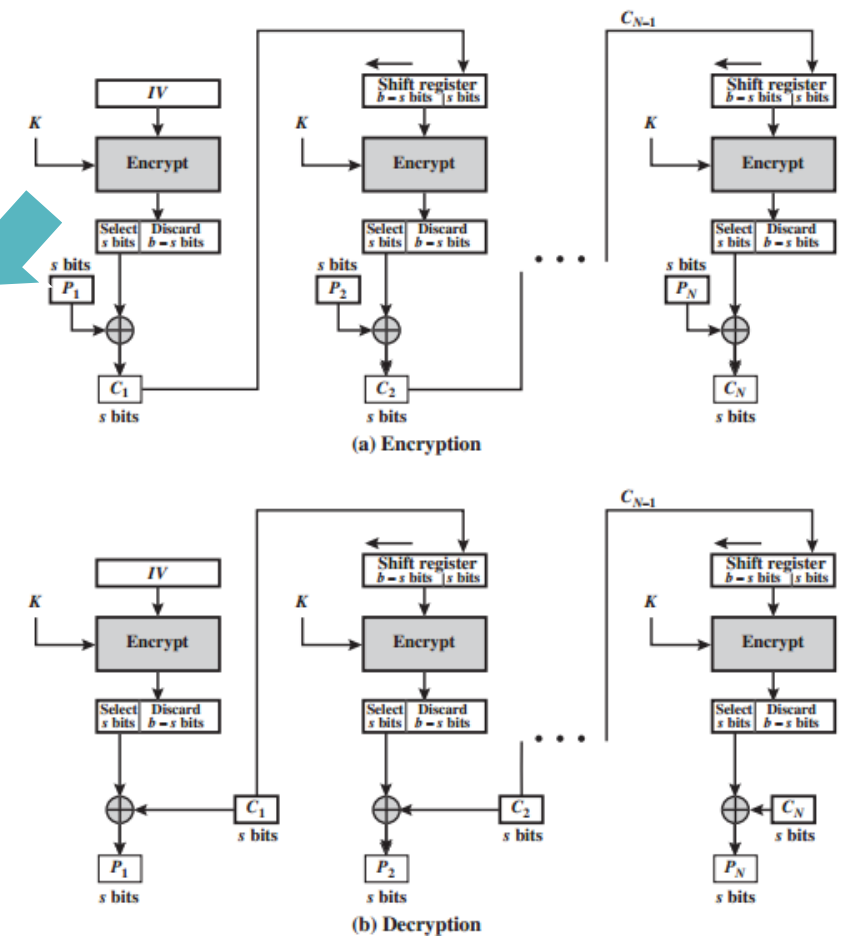 C_{N-1}
IV
Shift register
b – s bits | s bits
Shift register
b – s bits | s bits
K
K
K
Encrypt
Encrypt
Encrypt
Select Discard
s bits b – s bits
Select Discard
s bits b – s bits
Select Discard
s bits b – s bits
s bits
s bits
s bits
P_1
P_2
P_N
C_1
C_2
C_N
s bits
s bits
s bits
(a) Encryption
C_{N-1}
IV
Shift register
b – s bits | s bits
Shift register
b – s bits | s bits
K
K
K
Encrypt
Encrypt
Encrypt
Select Discard
s bits b – s bits
Select Discard
s bits b – s bits
Select Discard
s bits b – s bits
C_1
C_2
C_N
s bits
s bits
s bits
P_1
P_2
P_N
s bits
s bits
s bits
(b) Decryption